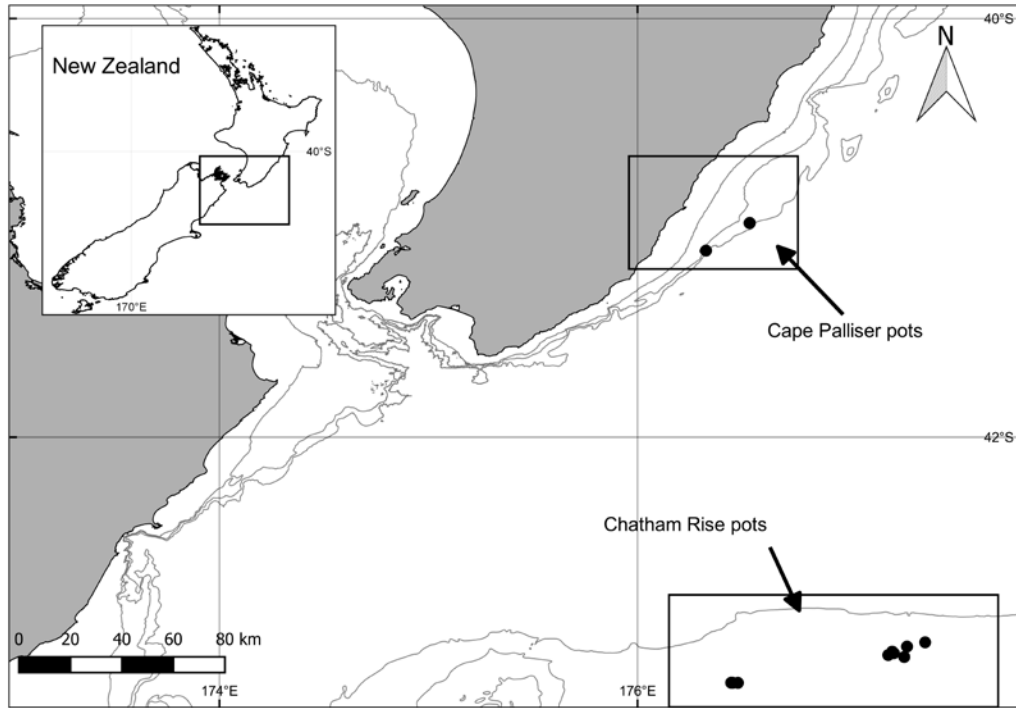 40°S
N
New Zealand
40°S
170°E
Cape Palliser pots
42°S
Chatham Rise pots
0 20 40 60 80 km
174°E
176°E